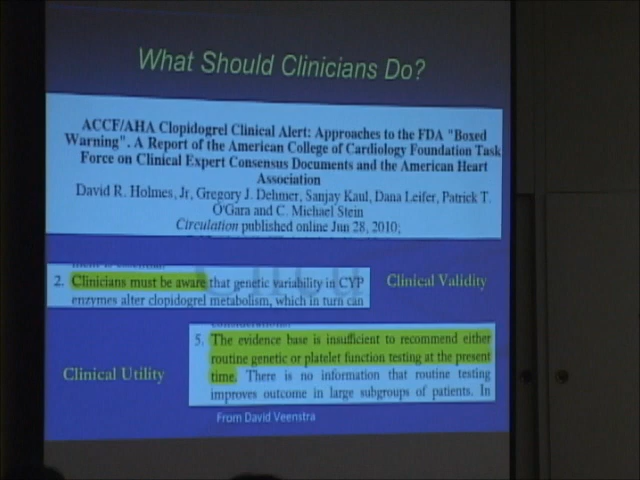 What Should Clinicians Do?
ACCF/AHA Clopidogrel Clinical Alert: Approaches to the FDA "Boxed
Warning". A Report of the American College of Cardiology Foundation Task
Force on Clinical Expert Consensus Documents and the American Heart
Association
David R. Holmes, Jr, Gregory J. Dehmer, Sanjay Kaul, Dana Leifer, Patrick T.
O'Gara and C. Michael Stein
Circulation published online Jun 28, 2010;
2. Clinicians must be aware that genetic variability in CYP
enzymes alter clopidogrel metabolism, which in turn can
Clinical Validity
5. The evidence base is insufficient to recommend either
routine genetic or platelet function testing at the present
time. There is no information that routine testing
improves outcome in large subgroups of patients. In
Clinical Utility
From David Veenstra